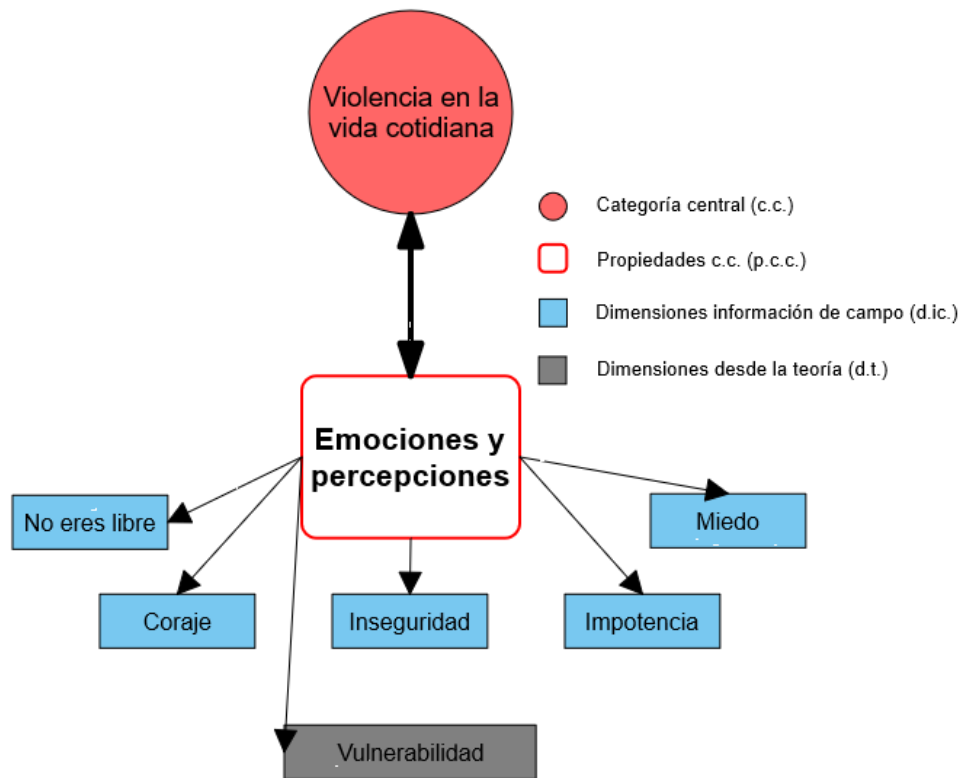 Violencia en la
vida cotidiana
Categoría central (c.c.)
Propiedades c.c. (p.c.c.)
Dimensiones información de campo (d.ic.)
Dimensiones desde la teoría (d.t.)
Emociones y
percepciones
No eres libre
Miedo
Coraje
Inseguridad
Impotencia
Vulnerabilidad